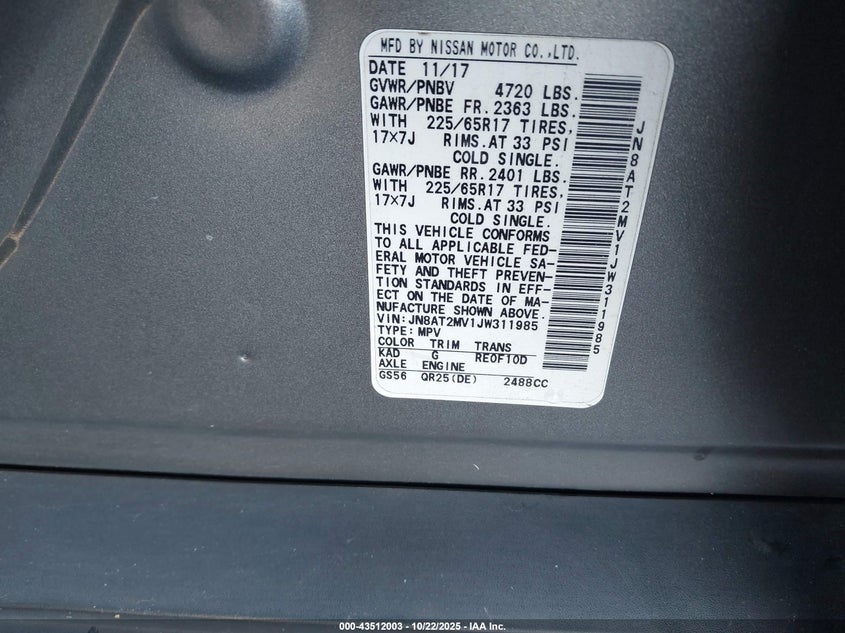 MFD BY NISSAN MOTOR CO.,LTD.
DATE 11/17
GVWR/PNBV 4720 LBS.
GAWR/PNBE FR. 2363 LBS.
WITH 225/65R17 TIRES,
17×7J RIMS. AT 33 PSI
COLD SINGLE.
GAWR/PNBE RR. 2401 LBS.
WITH 225/65R17 TIRES,
17×7J RIMS. AT 33 PSI
COLD SINGLE.
THIS VEHICLE CONFORMS
TO ALL APPLICABLE FED-
ERAL MOTOR VEHICLE SA-
FETY AND THEFT PREVEN-
TION STANDARDS IN EFF-
ECT ON THE DATE OF MA-
NUFACTURE SHOWN ABOVE.
VIN:JN8AT2MV1JW311985
TYPE: MPV
COLOR TRIM TRANS
KAD G RE0F10D
AXLE ENGINE
GS56 QR25(DE) 2488CC
JN8AT2MV1JW311985
000-43512003 - 10/22/2025 - IAA Inc.